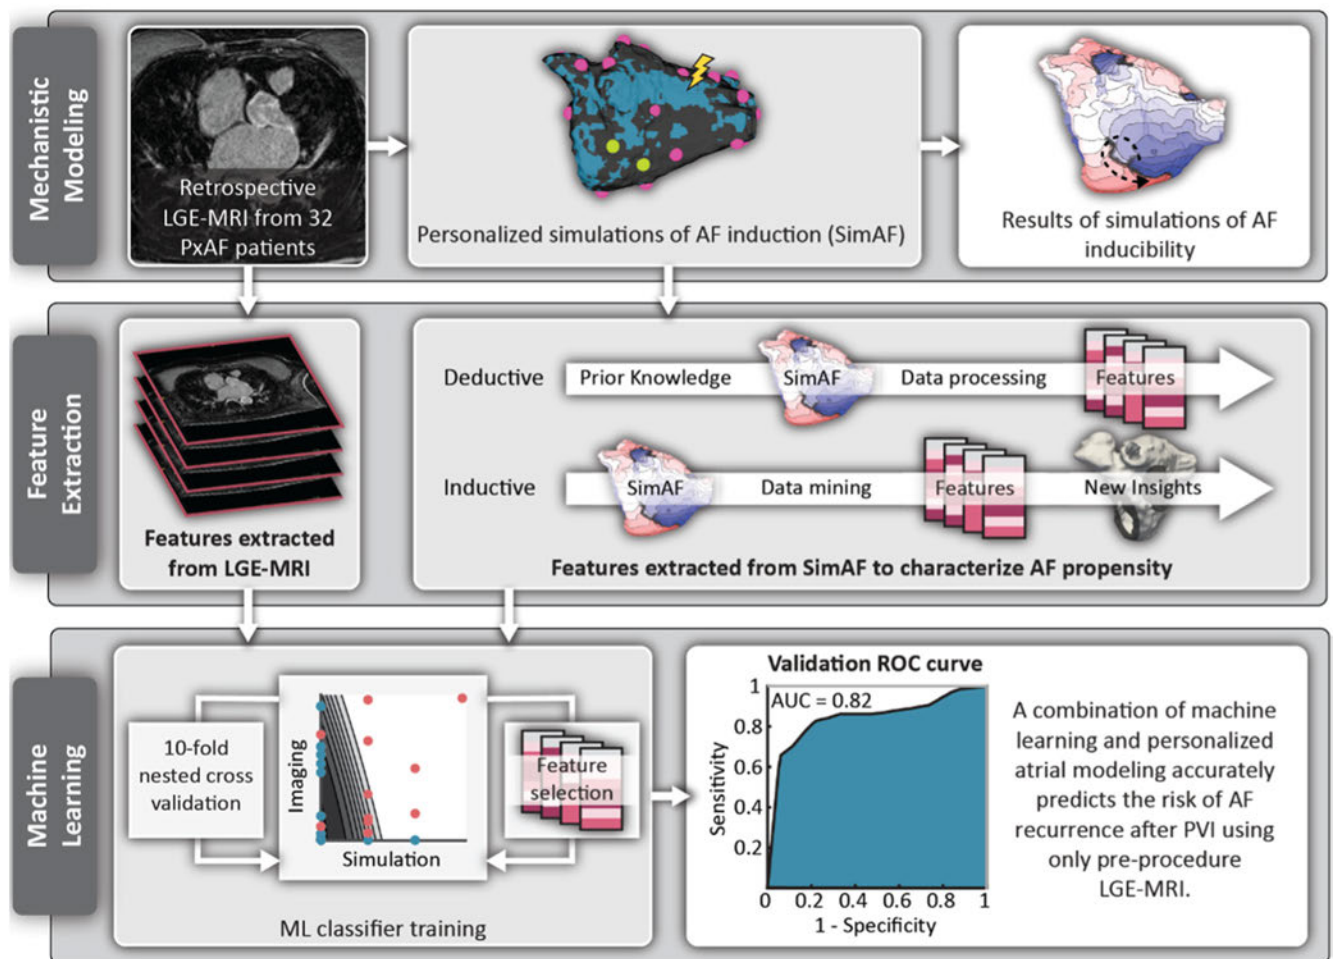 Mechanistic
Modeling
Retrospective
LGE-MRI from 32
PxAF patients
Personalized simulations of AF induction (SimAF)
Results of simulations of AF
inducibility
Feature
Extraction
Features extracted
from LGE-MRI
Deductive
Prior Knowledge
SimAF
Data processing
Features
Inductive
SimAF
Data mining
Features
New Insights
Features extracted from SimAF to characterize AF propensity
Machine
Learning
10-fold
nested cross
validation
Imaging
Simulation
Feature
selection
ML classifier training
Validation ROC curve
AUC = 0.82
Sensitivity
1
0.8
0.6
0.4
0.2
0 0.2 0.4 0.6 0.8 1
1 - Specificity
A combination of machine
learning and personalized
atrial modeling accurately
predicts the risk of AF
recurrence after PVI using
only pre-procedure
LGE-MRI.